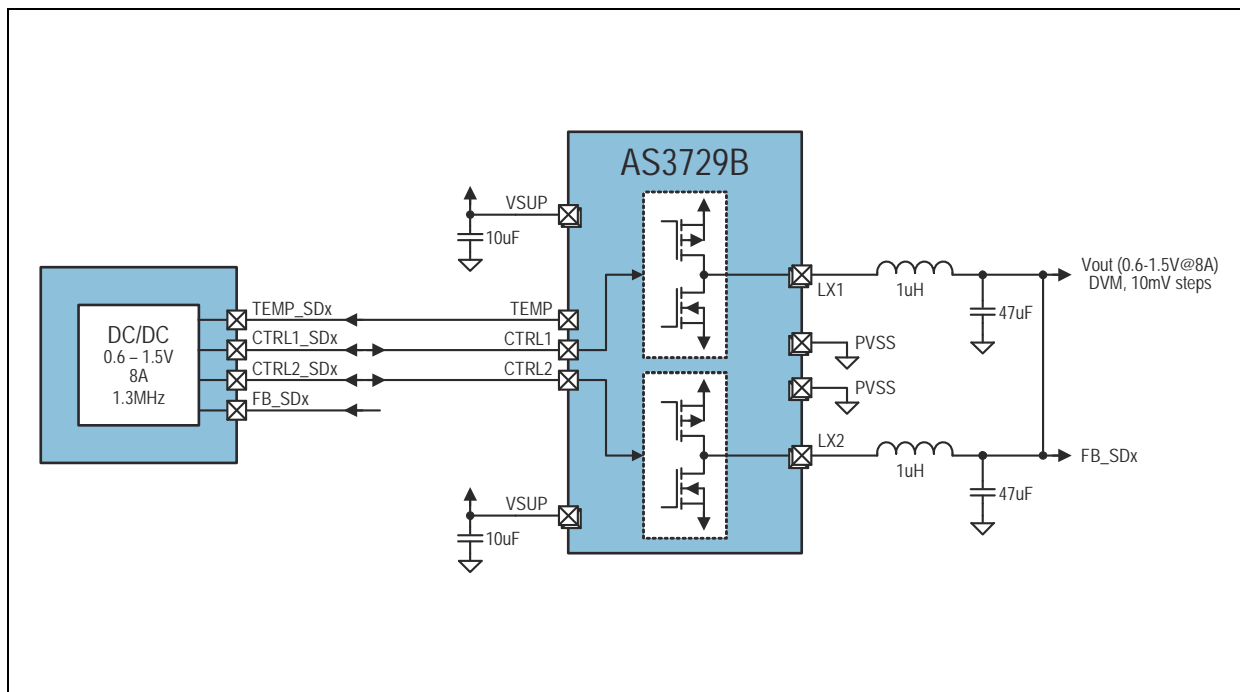 AS3729B
VSUP
10uF
DC/DC
0.6 – 1.5V
8A
1.3MHz
TEMP_SDx
CTRL1_SDx
CTRL2_SDx
FB_SDx
TEMP
CTRL1
CTRL2
VSUP
10uF
LX1
1uH
47uF
Vout (0.6-1.5V@8A)
DVM, 10mV steps
PVSS
PVSS
LX2
1uH
47uF
FB_SDx